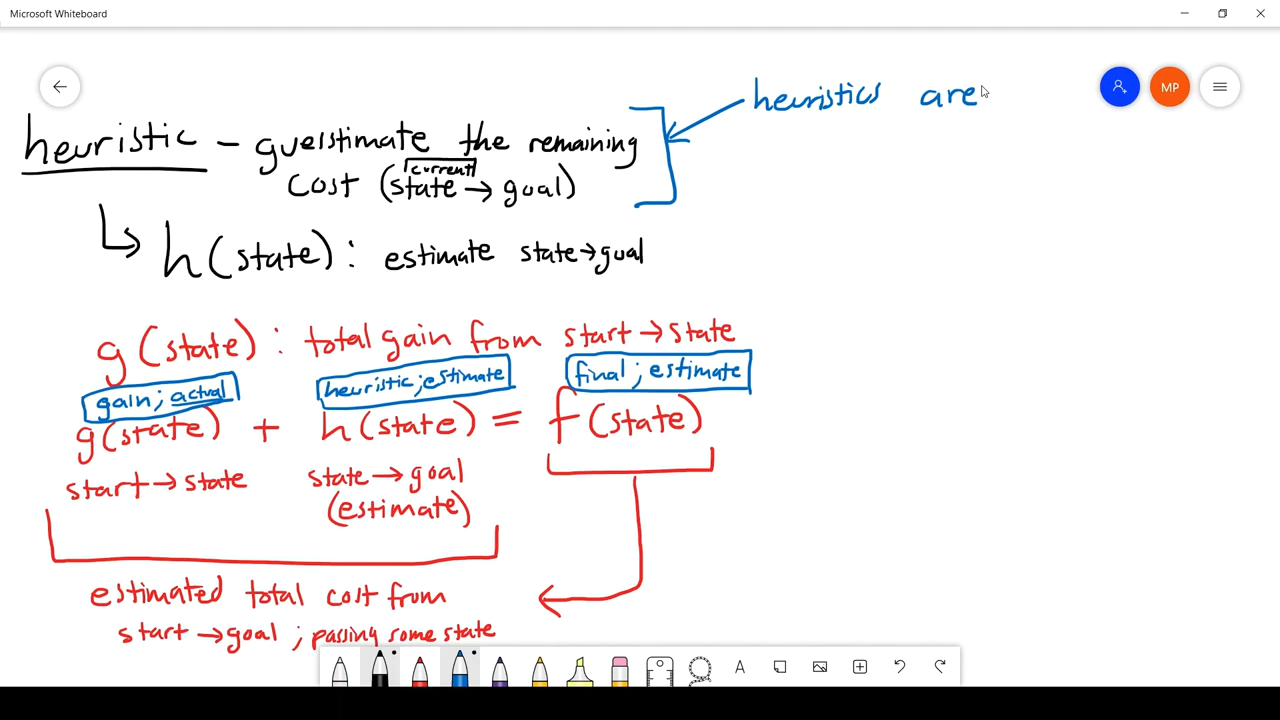 Microsoft Whiteboard
MP
heuristics are
heuristic - guesstimate the remaining
cost (state → goal)
current
h(state): estimate state→goal
g(state): total gain from start → state
gain; actual
heuristic; estimate
final; estimate
g(state) + h(state) = f(state)
start → state
state → goal
(estimate)
estimated total cost from
start → goal ; passing some state
A